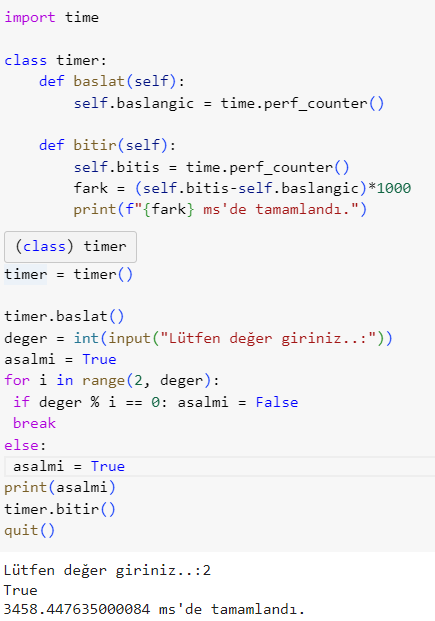 import time
class timer:
    def baslat(self):
        self.baslangic = time.perf_counter()
    def bitir(self):
        self.bitis = time.perf_counter()
        fark = (self.bitis-self.baslangic)*1000
        print(f"{fark} ms'de tamamlandı.")
(class) timer
timer = timer()
timer.baslat()
deger = int(input("Lütfen değer giriniz..:"))
asalmi = True
for i in range(2, deger):
 if deger % i == 0: asalmi = False
 break
else:
 asalmi = True
print(asalmi)
timer.bitir()
quit()
Lütfen değer giriniz..:2
True
3458.447635000084 ms'de tamamlandı.